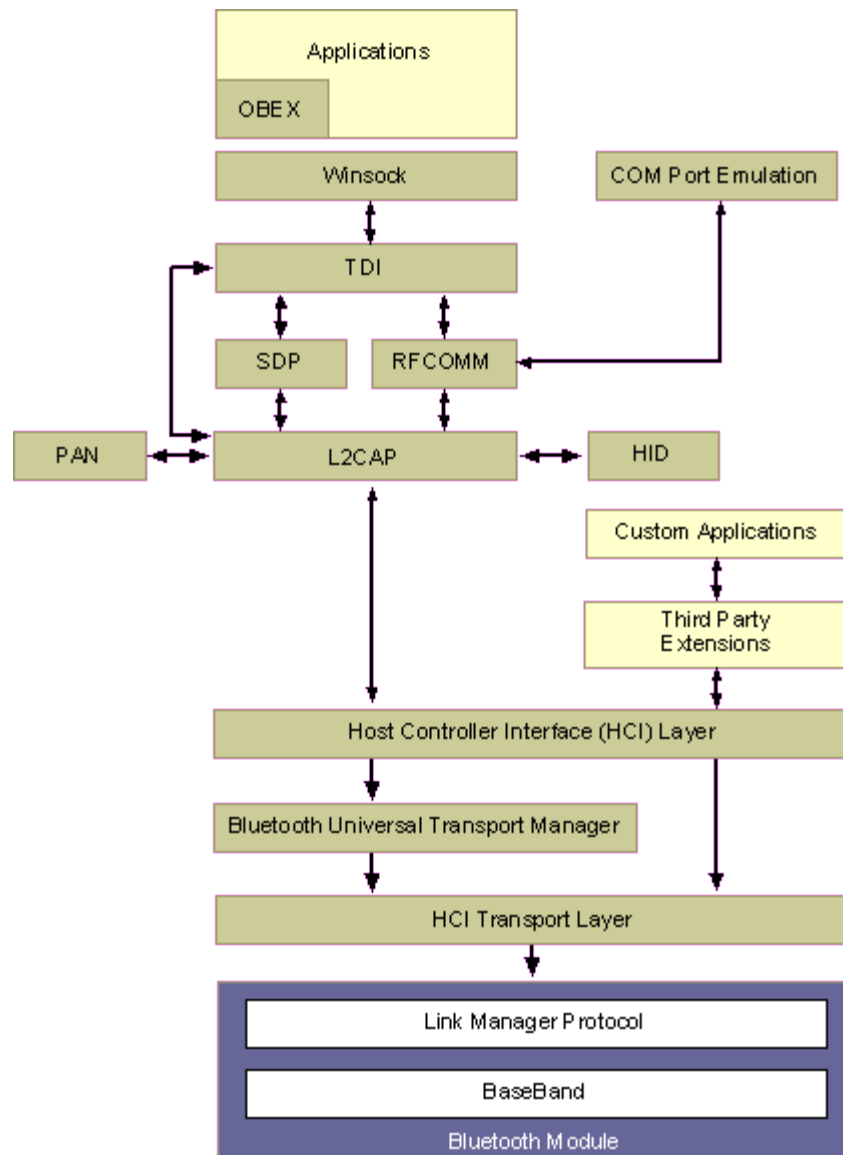 Applications
OBEX
Winsock
COM Port Emulation
TDI
SDP
RFCOMM
PAN
L2CAP
HID
Custom Applications
Third Party
Extensions
Host Controller Interface (HCI) Layer
Bluetooth Universal Transport Manager
HCI Transport Layer
Link Manager Protocol
BaseBand
Bluetooth Module